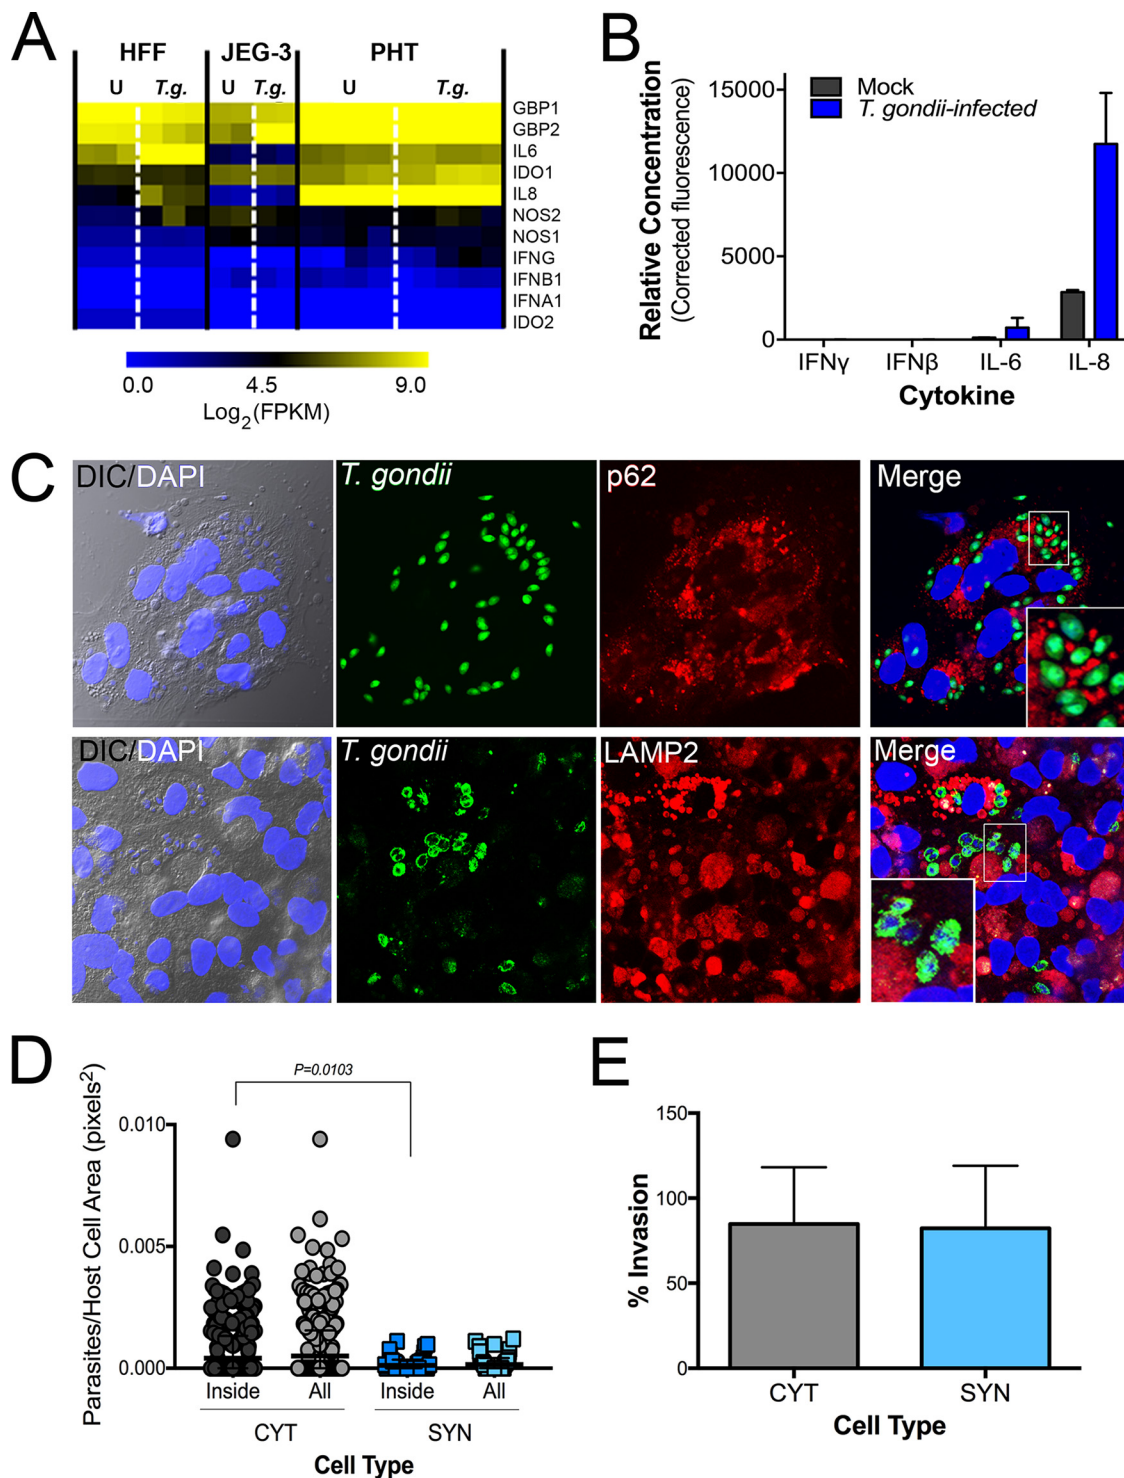 A
HFF JEG-3 PHT
U T.g. U T.g. U T.g.
GBP1
GBP2
IL6
IDO1
IL8
NOS2
NOS1
IFNG
IFNB1
IFNA1
IDO2
0.0 4.5 9.0
Log2(FPKM)
B
Relative Concentration
(Corrected fluorescence)
15000
10000
5000
0
Mock
T. gondii-infected
IFNγ IFNβ IL-6 IL-8
Cytokine
C
DIC/DAPI T. gondii p62 Merge
DIC/DAPI T. gondii LAMP2 Merge
D
Parasites/Host Cell Area (pixels²)
P=0.0103
0.010
0.005
0.000
Inside All Inside All
CYT SYN
Cell Type
E
% Invasion
150
100
50
0
CYT SYN
Cell Type